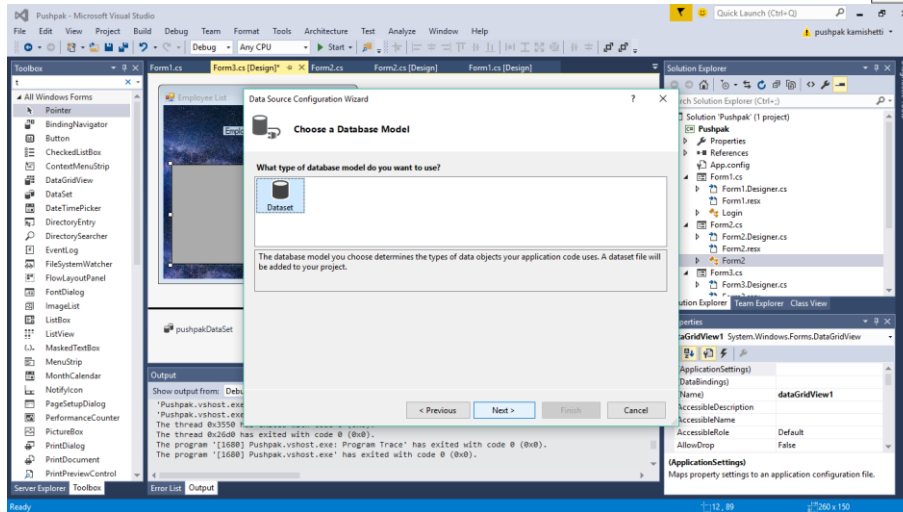 Pushpak - Microsoft Visual Studio
Quick Launch (Ctrl+Q)
File Edit View Project Build Debug Team Format Tools Architecture Test Analyze Window Help
pushpak kamishetti
Debug Any CPU Start
Toolbox
Form1.cs Form3.cs [Design]* Form2.cs Form2.cs [Design] Form1.cs [Design]
t
All Windows Forms
Pointer
BindingNavigator
Button
CheckedListBox
ContextMenuStrip
DataGridView
DataSet
DateTimePicker
DirectoryEntry
DirectorySearcher
EventLog
FileSystemWatcher
FlowLayoutPanel
FontDialog
ImageList
ListBox
ListView
MaskedTextBox
MenuStrip
MonthCalendar
NotifyIcon
PageSetupDialog
PerformanceCounter
PictureBox
PrintDialog
PrintDocument
PrintPreviewControl
Server Explorer Toolbox
Employee List
pushpakDataSet
Data Source Configuration Wizard
? X
Choose a Database Model
What type of database model do you want to use?
Dataset
The database model you choose determines the types of data objects your application code uses. A dataset file will
be added to your project.
< Previous Next > Finish Cancel
Output
Show output from:
'Pushpak.vshost.exe
'Pushpak.vshost.exe
The thread 0x3550
The thread 0x26d0 has exited with code 0 (0x0).
The program '[1680] Pushpak.vshost.exe: Program Trace' has exited with code 0 (0x0).
The program '[1680] Pushpak.vshost.exe' has exited with code 0 (0x0).
Error List Output
Solution Explorer
Solution Explorer (Ctrl+;)
Solution 'Pushpak' (1 project)
Pushpak
Properties
References
App.config
Form1.cs
Form1.Designer.cs
Form1.resx
Login
Form2.cs
Form2.Designer.cs
Form2.resx
Form2
Form3.cs
Form3.Designer.cs
Explorer Team Explorer Class View
dataGridView1 System.Windows.Forms.DataGridView
(ApplicationSettings)
(DataBindings)
(Name) dataGridView1
AccessibleDescription
AccessibleName
AccessibleRole Default
AllowDrop False
(ApplicationSettings)
Maps property settings to an application configuration file.
Ready
12 , 89
260 x 150